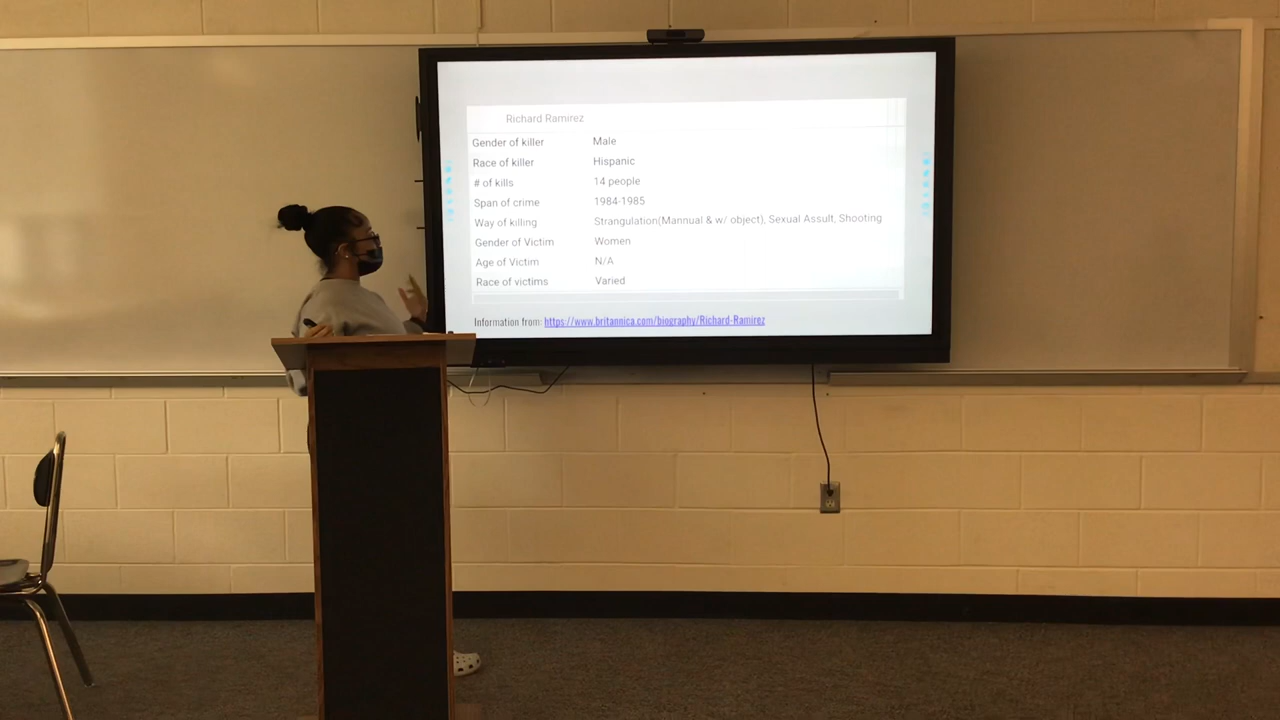 Richard Ramirez
Gender of killer Male
Race of killer Hispanic
# of kills 14 people
Span of crime 1984-1985
Way of killing Strangulation(Mannual & w/ object), Sexual Assult, Shooting
Gender of Victim Women
Age of Victim N/A
Race of victims Varied
Information from: https://www.britannica.com/biography/Richard-Ramirez